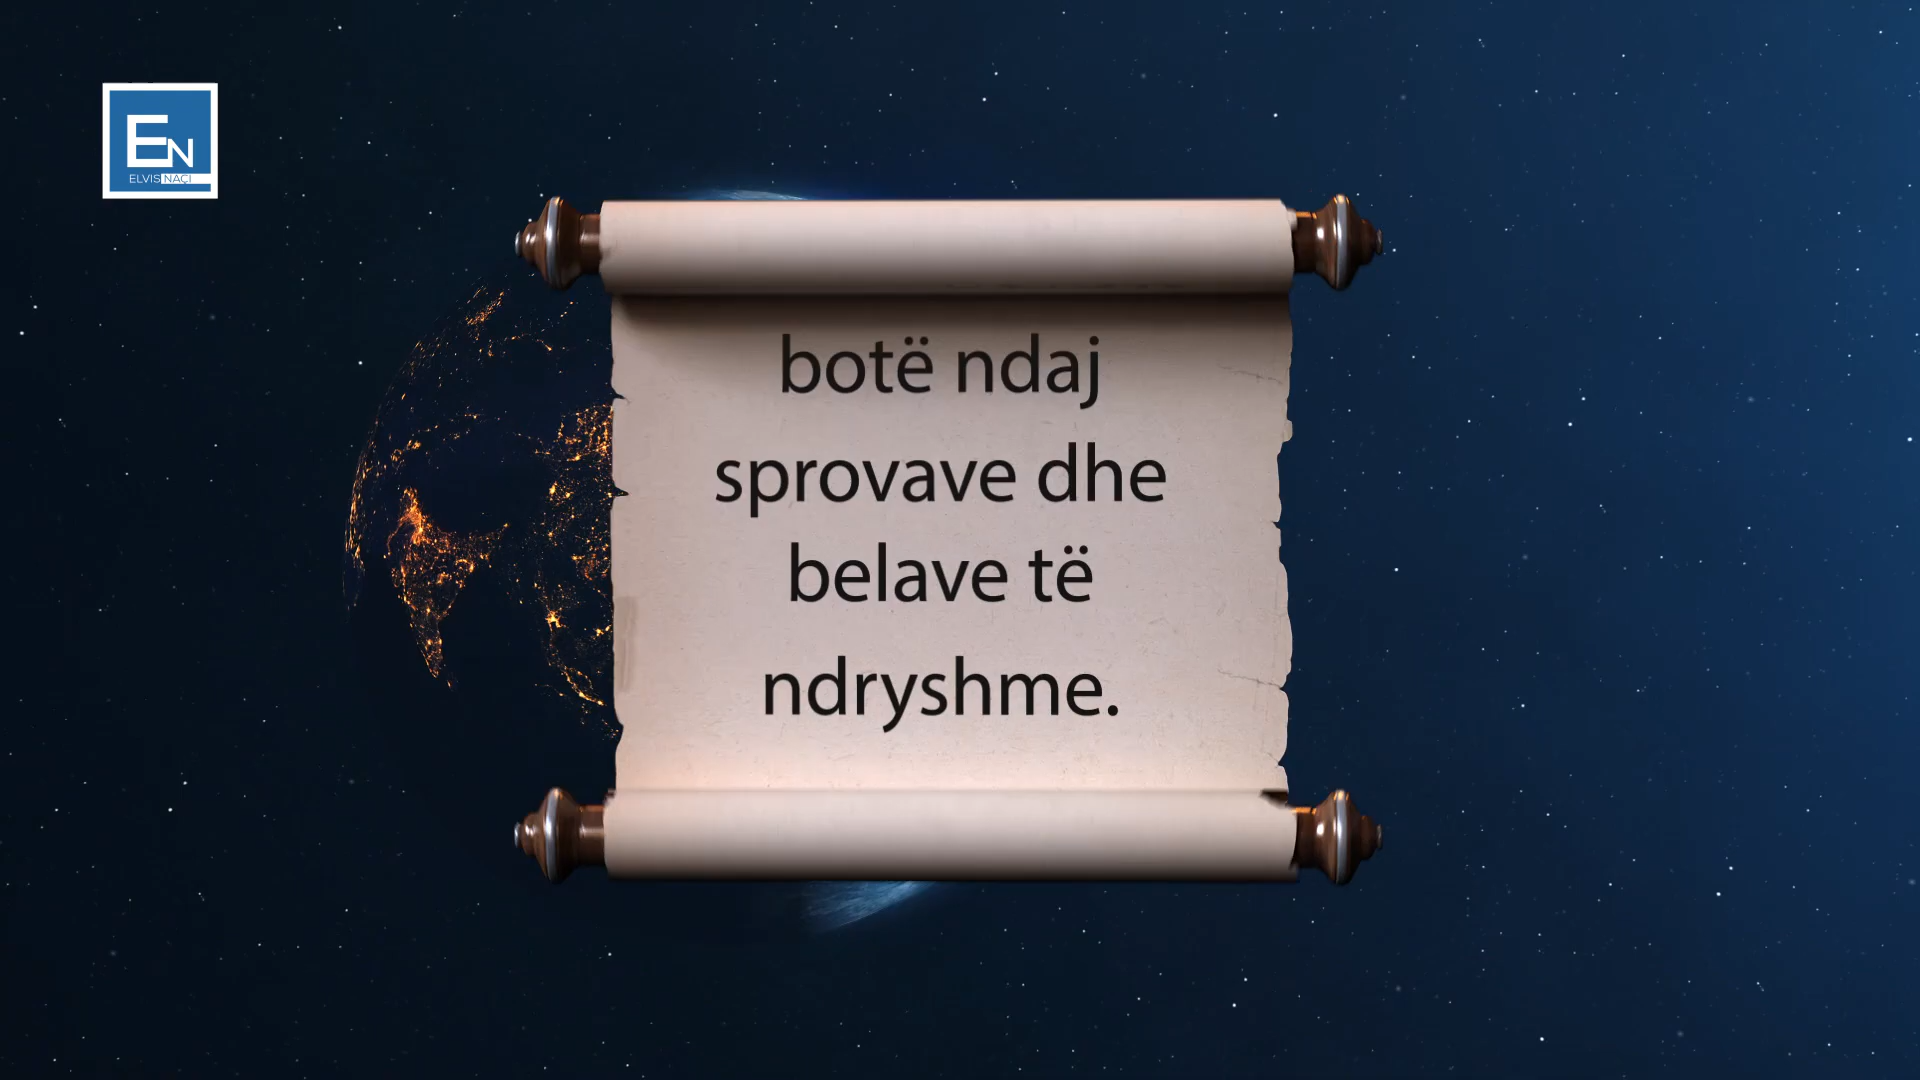 EN
ELVIS NAÇI
botë ndaj
sprovave dhe
belave të
ndryshme.